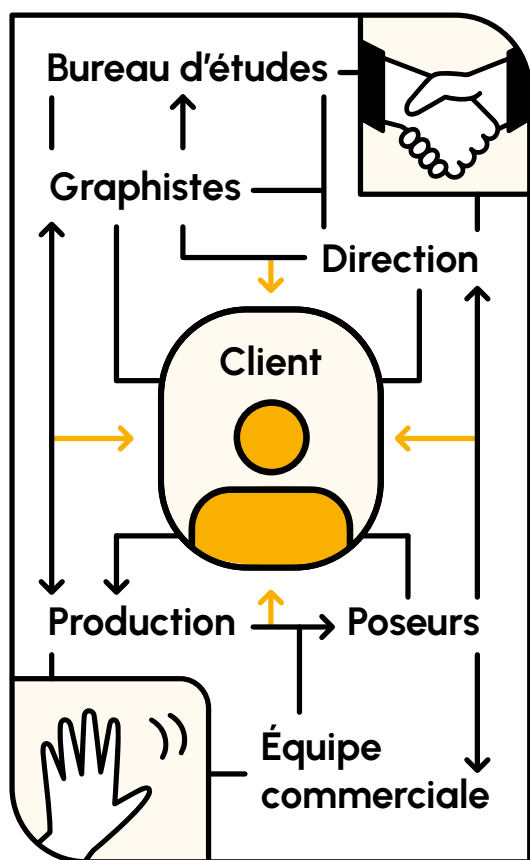 Bureau d’études
Graphistes
Direction
Client
Production
Poseurs
Équipe
commerciale